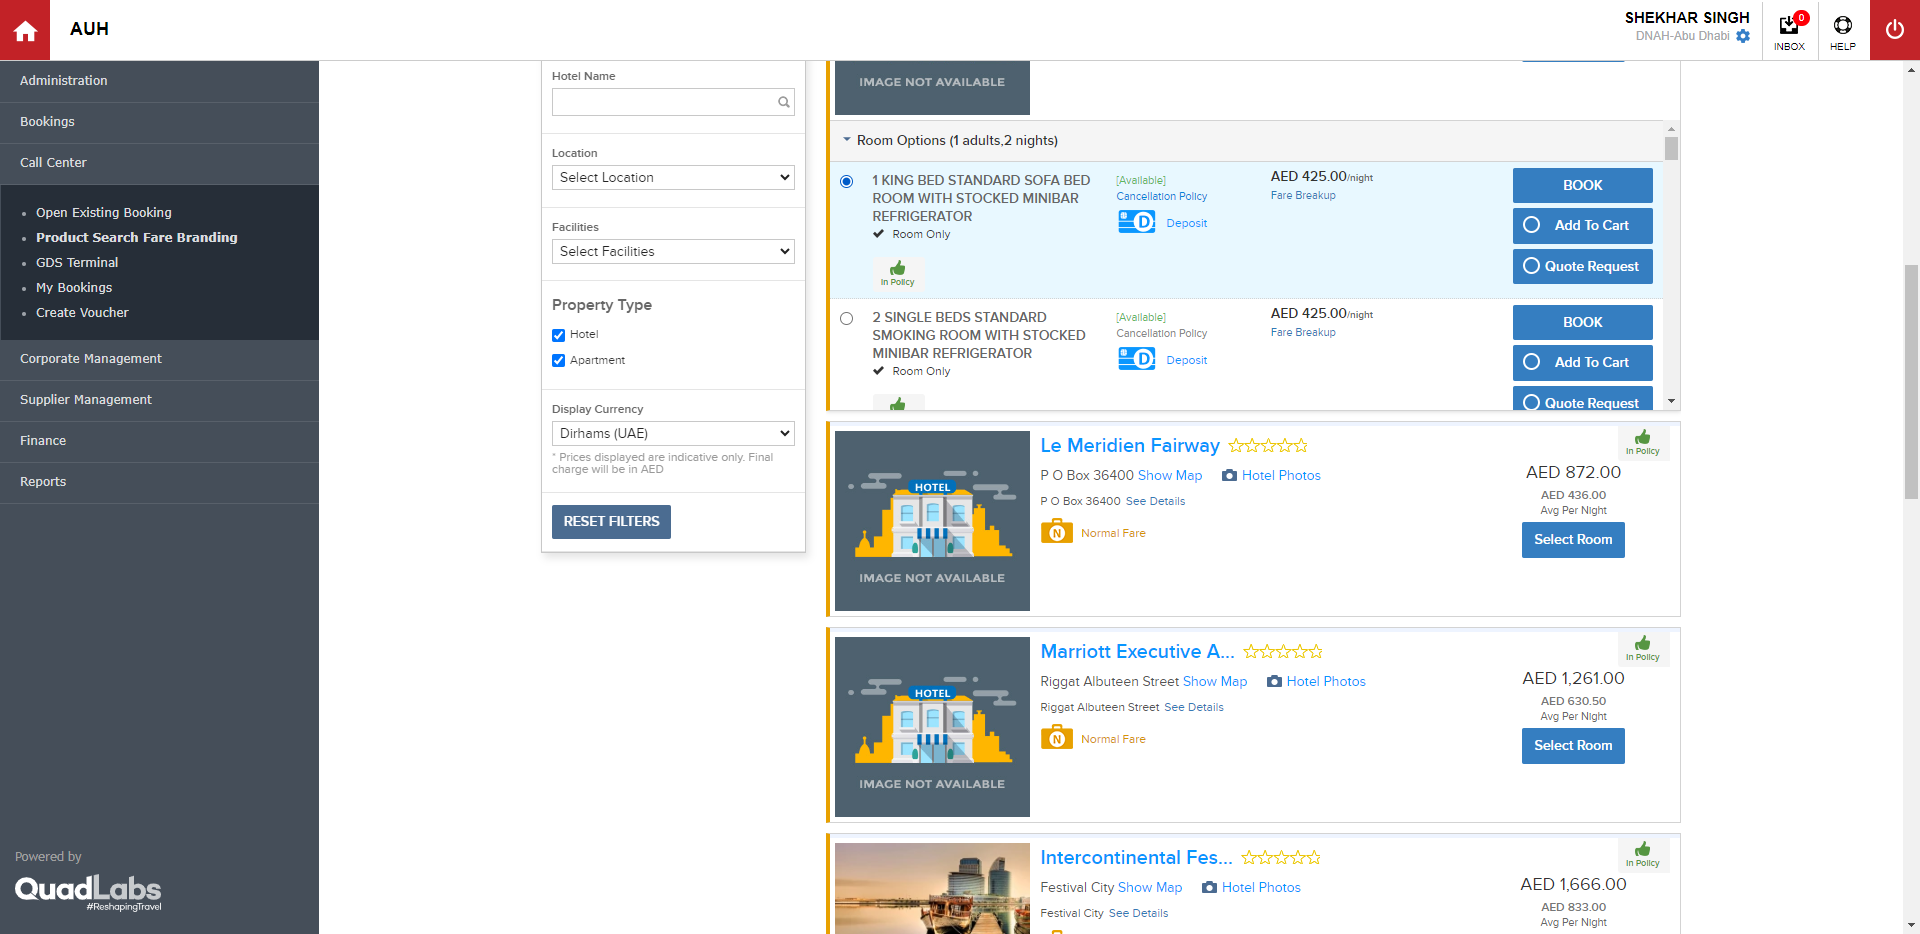 AUH
SHEKHAR SINGH
DNAH-Abu Dhabi
0
INBOX
HELP
Administration
Bookings
Call Center
Open Existing Booking
Product Search Fare Branding
GDS Terminal
My Bookings
Create Voucher
Corporate Management
Supplier Management
Finance
Reports
Powered by
QuadLabs
#ReshapingTravel
Hotel Name
Location
Select Location
Facilities
Select Facilities
Property Type
Hotel
Apartment
Display Currency
Dirhams (UAE)
* Prices displayed are indicative only. Final
charge will be in AED
RESET FILTERS
IMAGE NOT AVAILABLE
Room Options (1 adults,2 nights)
1 KING BED STANDARD SOFA BED
ROOM WITH STOCKED MINIBAR
REFRIGERATOR
Room Only
In Policy
[Available]
Cancellation Policy
D Deposit
AED 425.00/night
Fare Breakup
BOOK
Add To Cart
Quote Request
2 SINGLE BEDS STANDARD
SMOKING ROOM WITH STOCKED
MINIBAR REFRIGERATOR
Room Only
[Available]
Cancellation Policy
D Deposit
AED 425.00/night
Fare Breakup
BOOK
Add To Cart
Quote Request
HOTEL
IMAGE NOT AVAILABLE
Le Meridien Fairway
P O Box 36400 Show Map Hotel Photos
P O Box 36400 See Details
N Normal Fare
In Policy
AED 872.00
AED 436.00
Avg Per Night
Select Room
HOTEL
IMAGE NOT AVAILABLE
Marriott Executive A...
Riggat Albuteen Street Show Map Hotel Photos
Riggat Albuteen Street See Details
N Normal Fare
In Policy
AED 1,261.00
AED 630.50
Avg Per Night
Select Room
Intercontinental Fes...
Festival City Show Map Hotel Photos
Festival City See Details
In Policy
AED 1,666.00
AED 833.00
Avg Per Night